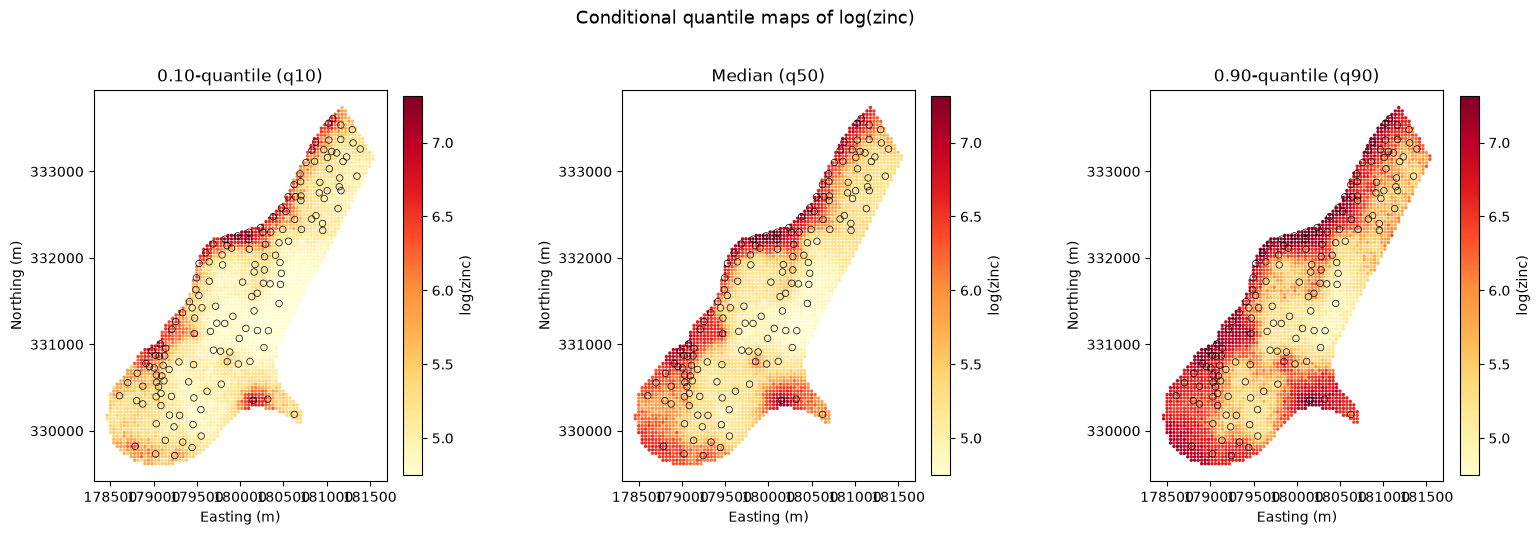 Conditional quantile maps of log(zinc)
0.10-quantile (q10)
333000
332000
331000
330000
Northing (m)
178500 179000 179500 180000 180500 181000 181500
Easting (m)
7.0
6.5
6.0
5.5
5.0
log(zinc)
Median (q50)
333000
332000
331000
330000
Northing (m)
178500 179000 179500 180000 180500 181000 181500
Easting (m)
7.0
6.5
6.0
5.5
5.0
log(zinc)
0.90-quantile (q90)
333000
332000
331000
330000
Northing (m)
178500 179000 179500 180000 180500 181000 181500
Easting (m)
7.0
6.5
6.0
5.5
5.0
log(zinc)